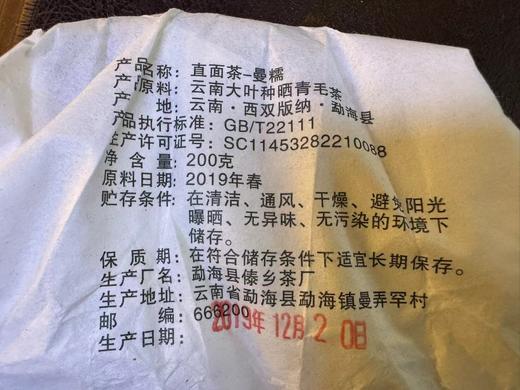 产品名称：直面茶-曼糯
产品原料：云南大叶种晒青毛茶
产　　地：云南·西双版纳·勐海县
产品执行标准：GB/T22111
生产许可证号：SC11453282210088
净 含 量：200克
原料日期：2019年春
贮存条件：在清洁、通风、干燥、避免阳光
曝晒、无异味、无污染的环境下
储存。
保 质 期：在符合储存条件下适宜长期保存。
生产厂名：勐海县傣乡茶厂
生产地址：云南省勐海县勐海镇曼弄罕村
邮　　编：666200
生产日期：2019年12月20日